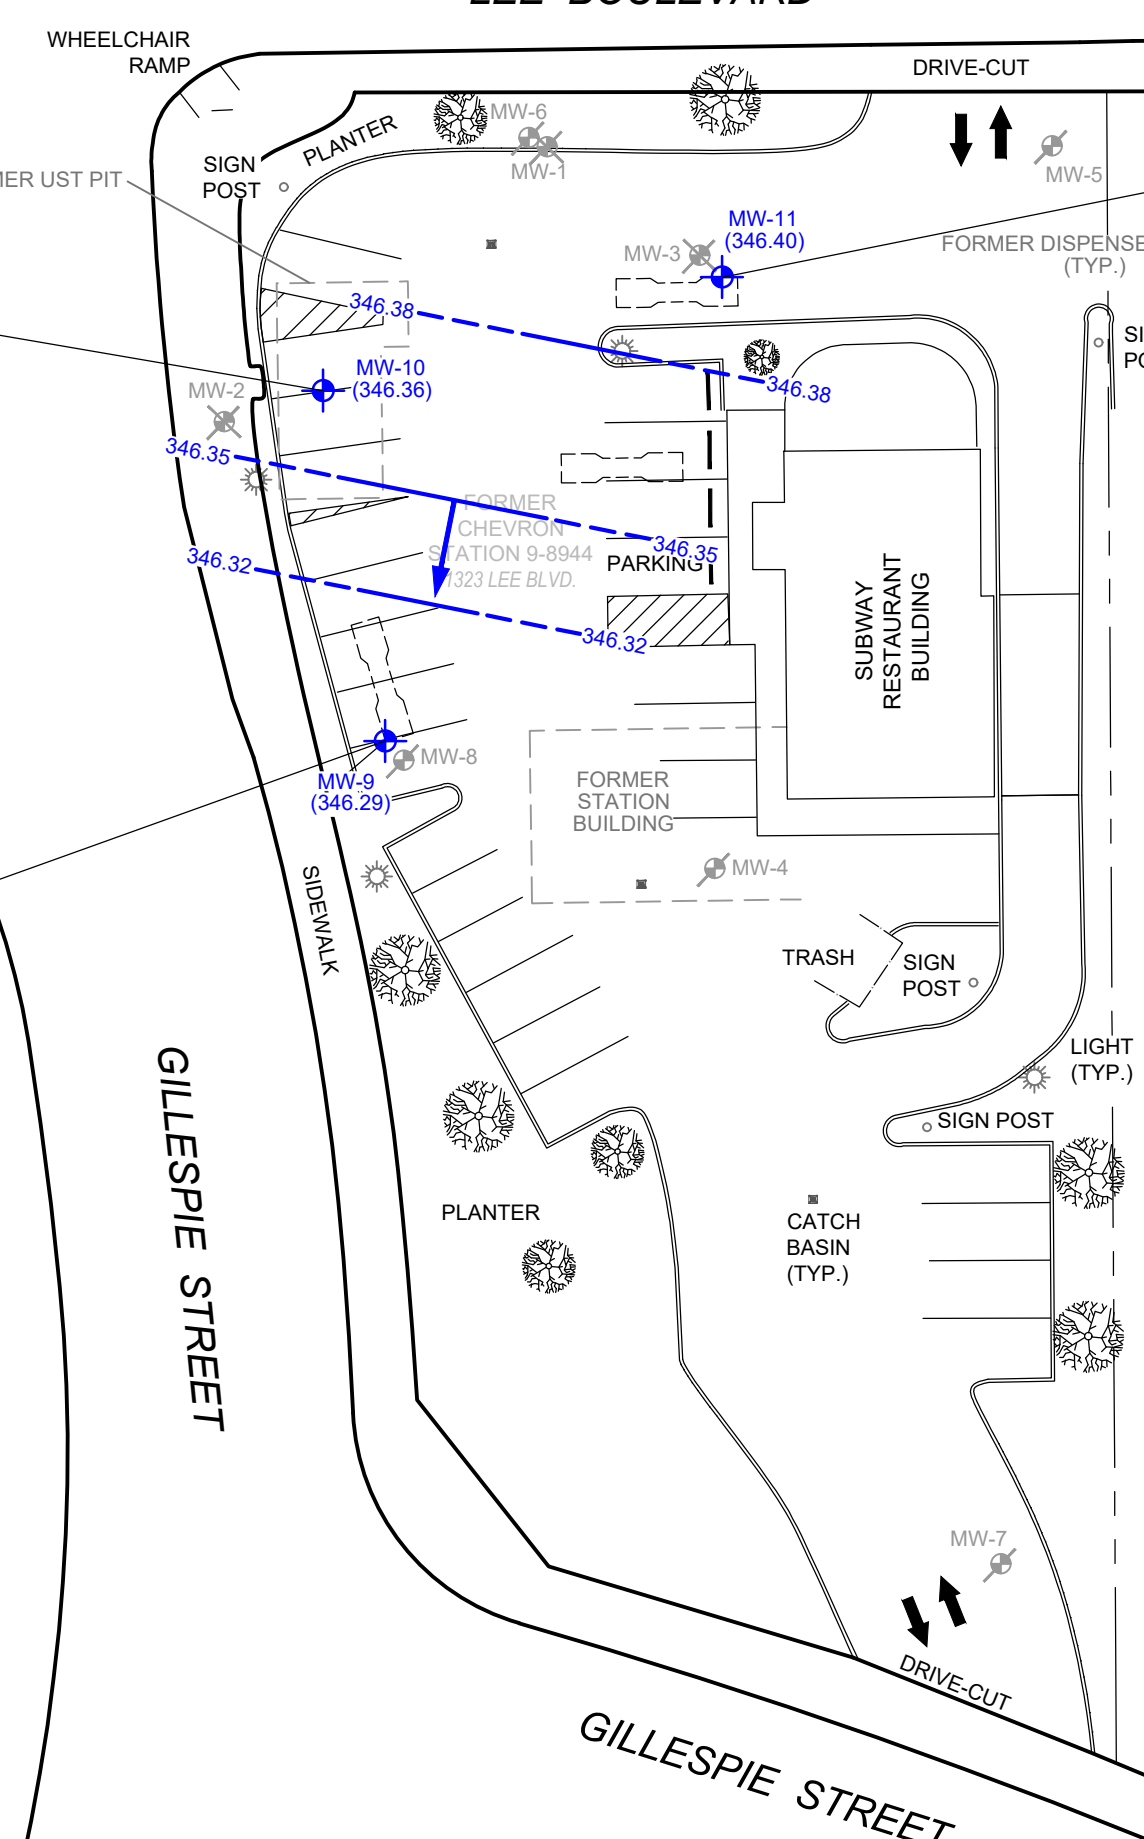 LEE BOULEVARD
WHEELCHAIR
RAMP
DRIVE-CUT
MW-6
PLANTER
MW-1
SIGN
POST
MW-5
MER UST PIT
MW-11
(346.40)
MW-3
FORMER DISPENSE
(TYP.)
346.38
SI
PO
MW-10
(346.36)
346.38
MW-2
346.35
FORMER
CHEVRON
STATION 9-8944
1323 LEE BLVD.
346.35
346.32
PARKING
SUBWAY
RESTAURANT
BUILDING
346.32
MW-8
MW-9
(346.29)
FORMER
STATION
BUILDING
MW-4
SIDEWALK
TRASH
SIGN
POST
LIGHT
(TYP.)
SIGN POST
GILLESPIE STREET
PLANTER
CATCH
BASIN
(TYP.)
MW-7
DRIVE-CUT
GILLESPIE STREET